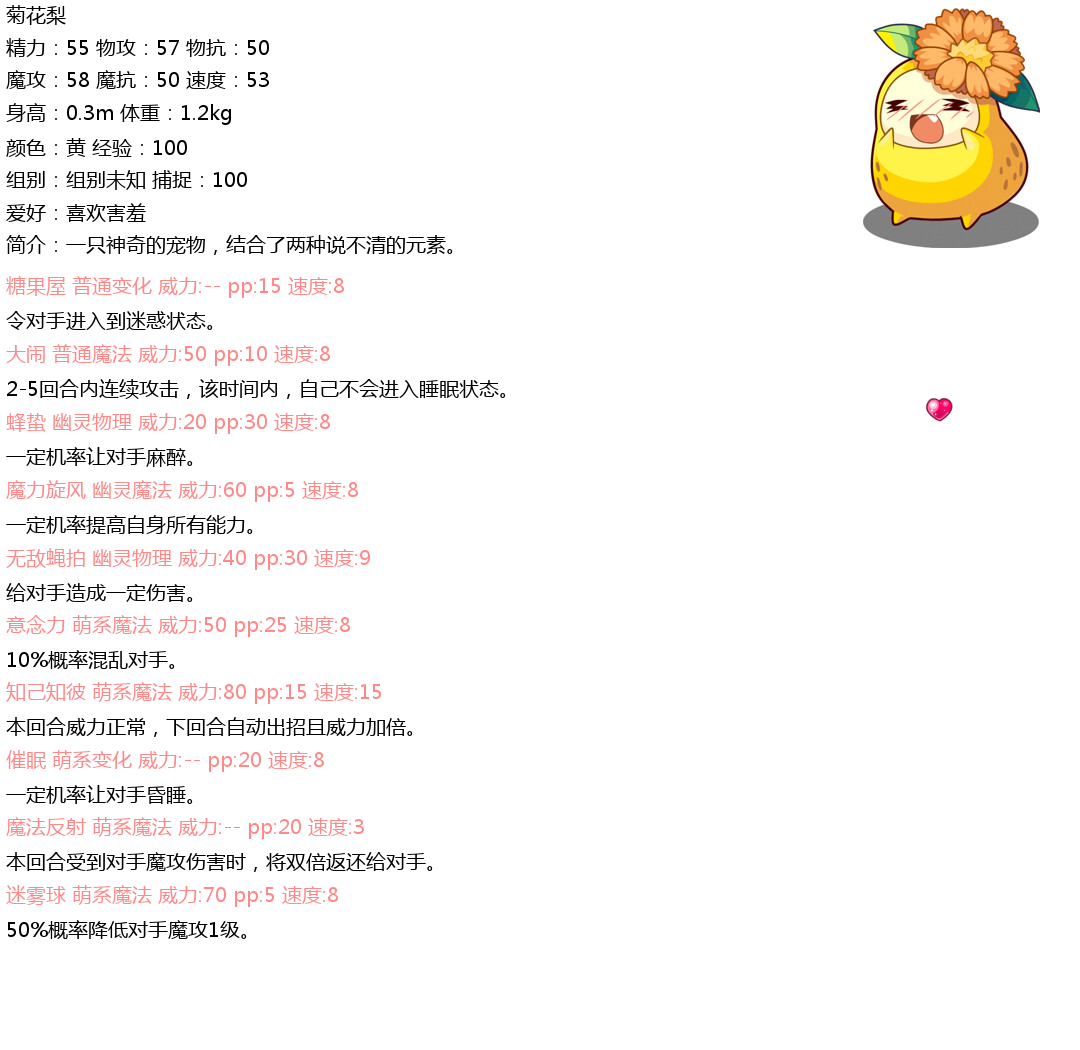 菊花梨
精力：55 物攻：57 物抗：50
魔攻：58 魔抗：50 速度：53
身高：0.3m 体重：1.2kg
颜色：黄 经验：100
组别：组别未知 捕捉：100
爱好：喜欢害羞
简介：一只神奇的宠物，结合了两种说不清的元素。
糖果屋 普通变化 威力:-- pp:15 速度:8
令对手进入到迷惑状态。
大闹 普通魔法 威力:50 pp:10 速度:8
2-5回合内连续攻击，该时间内，自己不会进入睡眠状态。
蜂蛰 幽灵物理 威力:20 pp:30 速度:8
一定机率让对手麻醉。
魔力旋风 幽灵魔法 威力:60 pp:5 速度:8
一定机率提高自身所有能力。
无敌蝇拍 幽灵物理 威力:40 pp:30 速度:9
给对手造成一定伤害。
意念力 萌系魔法 威力:50 pp:25 速度:8
10%概率混乱对手。
知己知彼 萌系魔法 威力:80 pp:15 速度:15
本回合威力正常，下回合自动出招且威力加倍。
催眠 萌系变化 威力:-- pp:20 速度:8
一定机率让对手昏睡。
魔法反射 萌系魔法 威力:-- pp:20 速度:3
本回合受到对手魔攻伤害时，将双倍返还给对手。
迷雾球 萌系魔法 威力:70 pp:5 速度:8
50%概率降低对手魔攻1级。